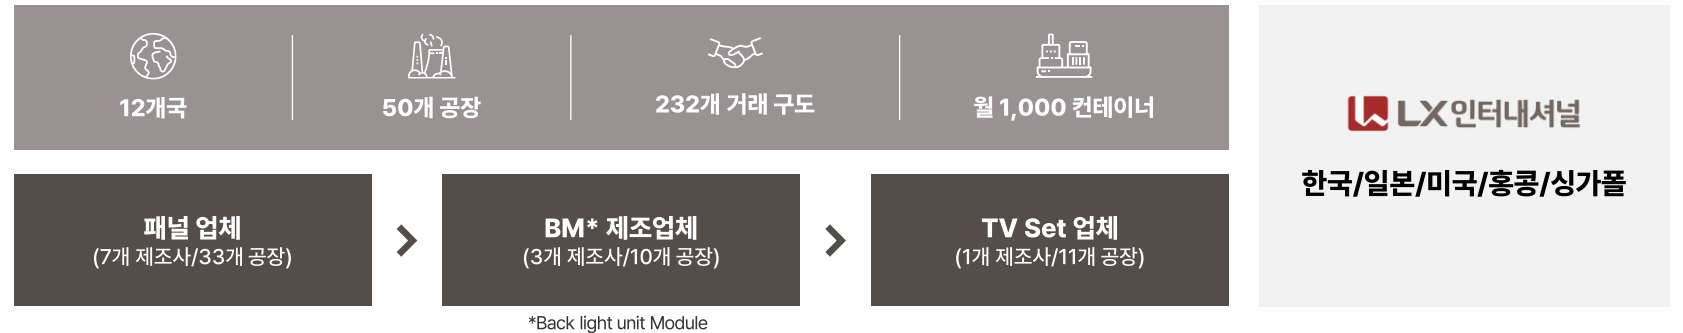 12개국
50개 공장
232개 거래 구도
월 1,000 컨테이너
패널 업체
(7개 제조사/33개 공장)
BM* 제조업체
(3개 제조사/10개 공장)
TV Set 업체
(1개 제조사/11개 공장)
*Back light unit Module
LX인터내셔널
한국/일본/미국/홍콩/싱가폴